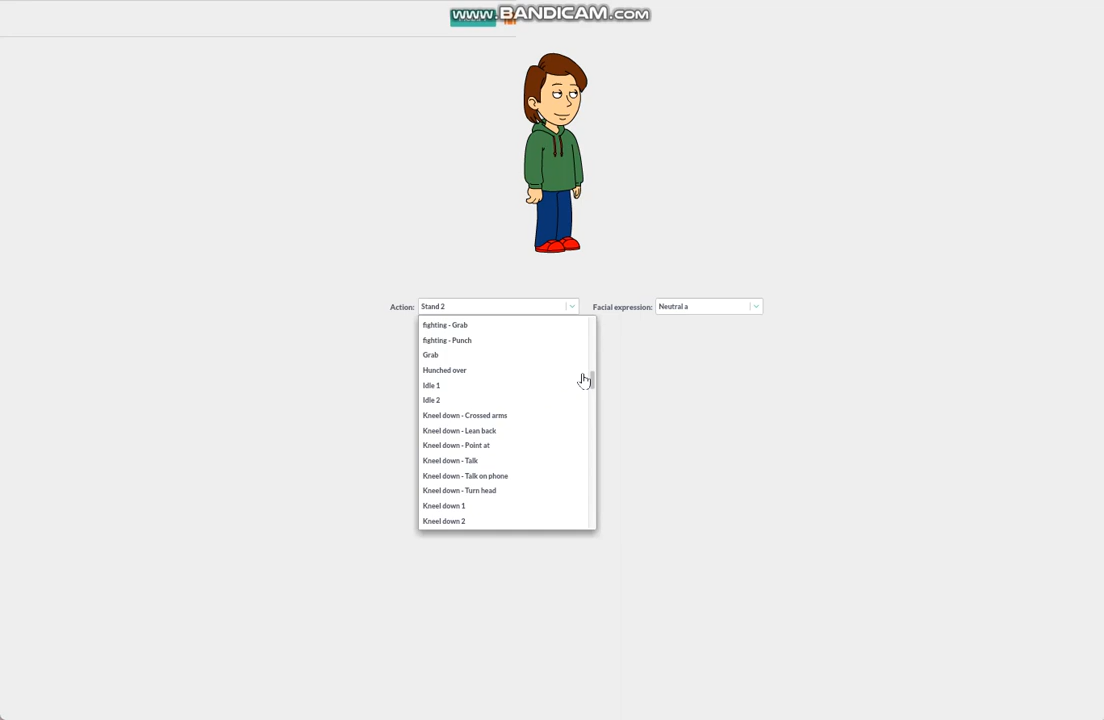 www.BANDICAM.COM
Action: Stand 2 Facial expression: Neutral a
fighting - Grab
fighting - Punch
Grab
Hunched over
Idle 1
Idle 2
Kneel down - Crossed arms
Kneel down - Lean back
Kneel down - Point at
Kneel down - Talk
Kneel down - Talk on phone
Kneel down - Turn head
Kneel down 1
Kneel down 2